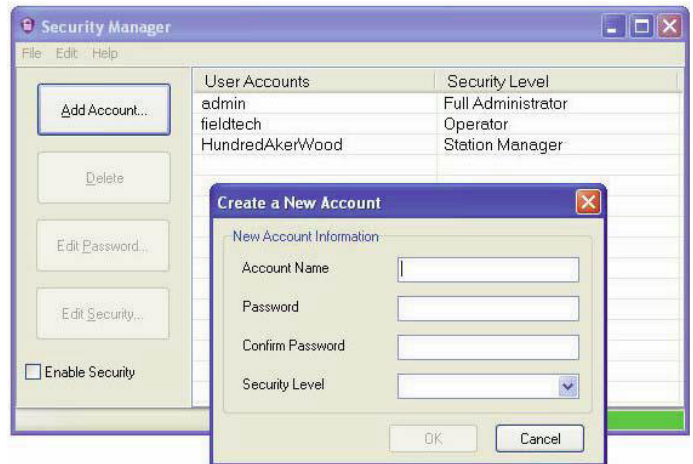 Security Manager
File Edit Help
Add Account...
Delete
Edit Password...
Edit Security...
Enable Security
User Accounts Security Level
admin Full Administrator
fieldtech Operator
HundredAkerWood Station Manager
Create a New Account
New Account Information
Account Name
Password
Confirm Password
Security Level
OK Cancel